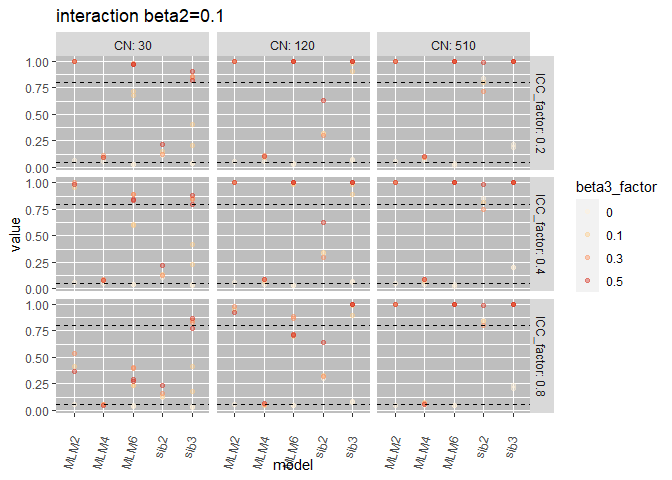 interaction beta2=0.1
CN: 30
CN: 120
CN: 510
value
1.00
0.75
0.50
0.25
0.00
ICC_factor: 0.2
1.00
0.75
0.50
0.25
0.00
ICC_factor: 0.4
1.00
0.75
0.50
0.25
0.00
ICC_factor: 0.8
MLM2
MLM4
MLM6
sib2
sib3
MLM2
MLM4
MLM6
sib2
sib3
MLM2
MLM4
MLM6
sib2
sib3
model
beta3_factor
0
0.1
0.3
0.5